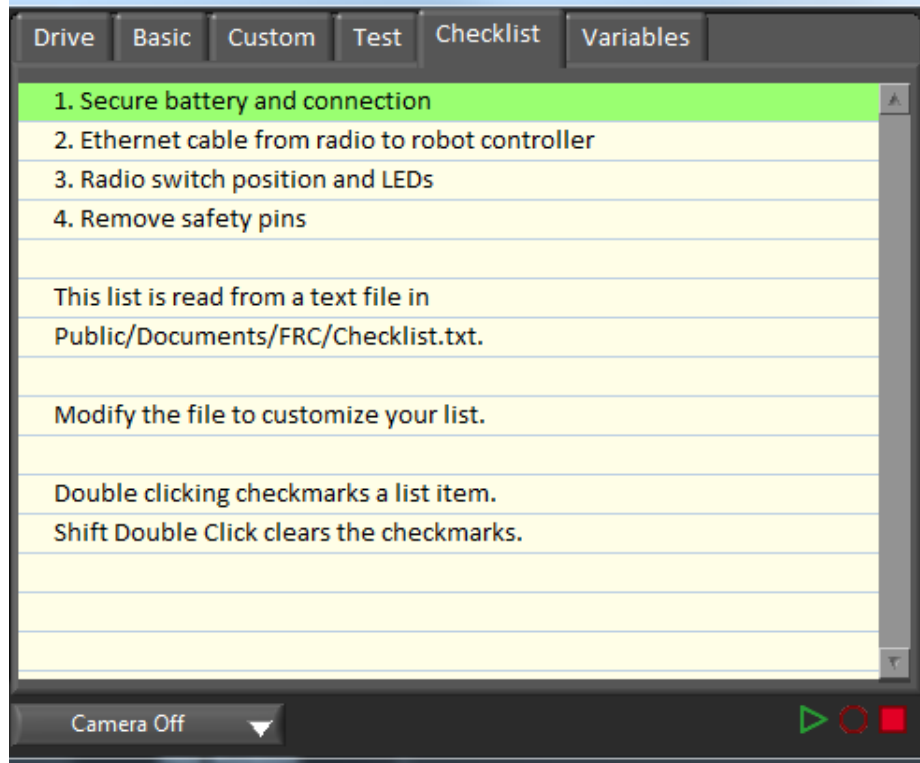 Drive Basic Custom Test Checklist Variables
1. Secure battery and connection
2. Ethernet cable from radio to robot controller
3. Radio switch position and LEDs
4. Remove safety pins
This list is read from a text file in
Public/Documents/FRC/Checklist.txt.
Modify the file to customize your list.
Double clicking checkmarks a list item.
Shift Double Click clears the checkmarks.
Camera Off